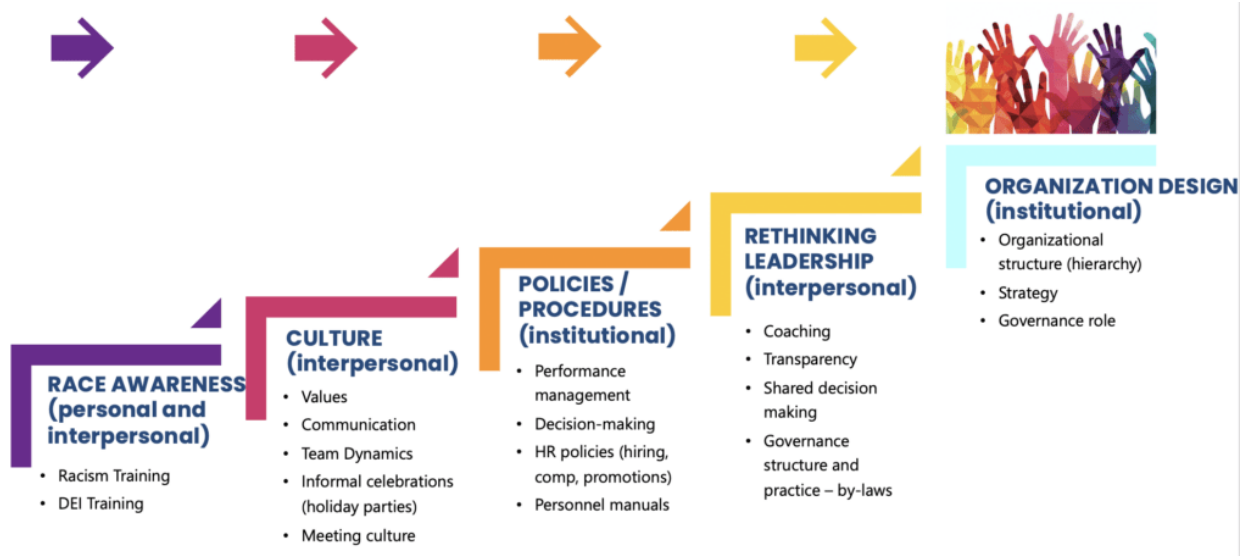 RACE AWARENESS
(personal and
interpersonal)
• Racism Training
• DEI Training
CULTURE
(interpersonal)
• Values
• Communication
• Team Dynamics
• Informal celebrations
(holiday parties)
• Meeting culture
POLICIES /
PROCEDURES
(institutional)
• Performance
management
• Decision-making
• HR policies (hiring,
comp, promotions)
• Personnel manuals
RETHINKING
LEADERSHIP
(interpersonal)
• Coaching
• Transparency
• Shared decision
making
• Governance
structure and
practice – by-laws
ORGANIZATION DESIGN
(institutional)
• Organizational
structure (hierarchy)
• Strategy
• Governance role